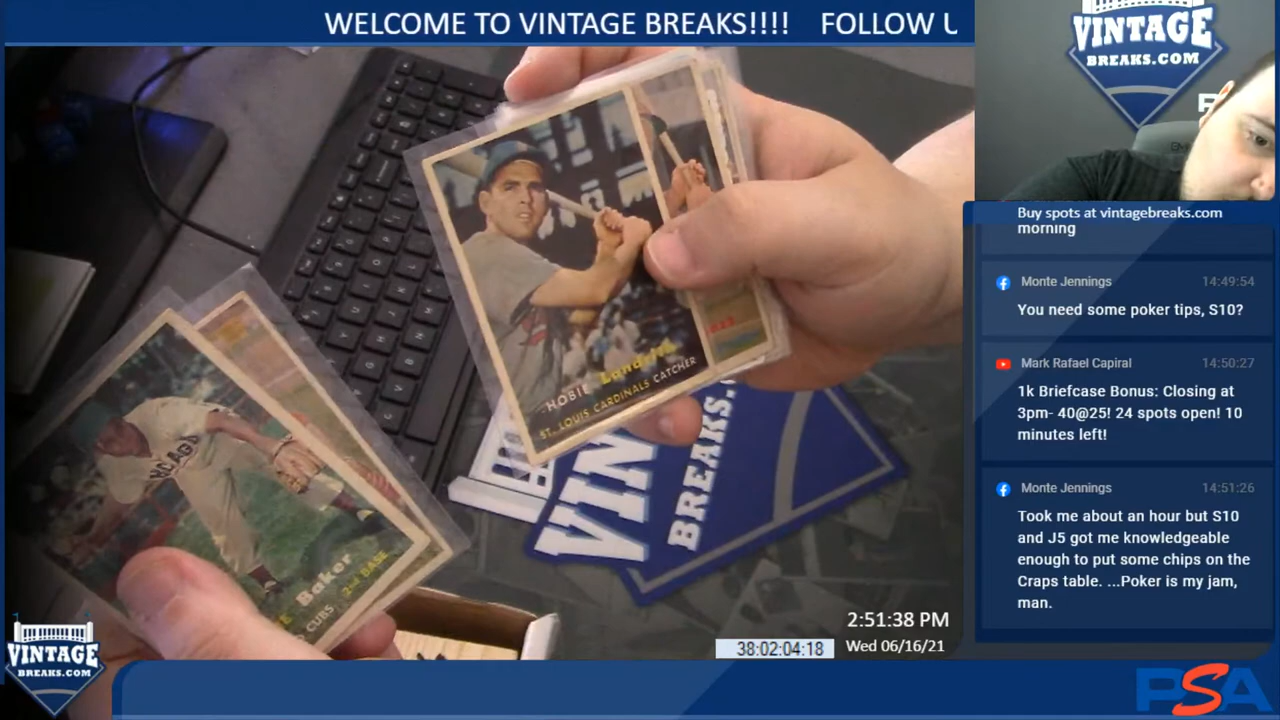 WELCOME TO VINTAGE BREAKS!!!! FOLLOW U
VINTAGE
BREAKS.COM
Buy spots at vintagebreaks.com
morning
Monte Jennings 14:49:54
You need some poker tips, S10?
Mark Rafael Capiral 14:50:27
1k Briefcase Bonus: Closing at
3pm- 40@25! 24 spots open! 10
minutes left!
Monte Jennings 14:51:26
Took me about an hour but S10
and J5 got me knowledgeable
enough to put some chips on the
Craps table. ...Poker is my jam,
man.
HOBIE Landrith
ST. LOUIS CARDINALS CATCHER
CHICAGO
Baker
CUBS 2nd BASE
VIN
BREAKS.
2:51:38 PM
38:02:04:18
Wed 06/16/21
VINTAGE
BREAKS.COM
PSA